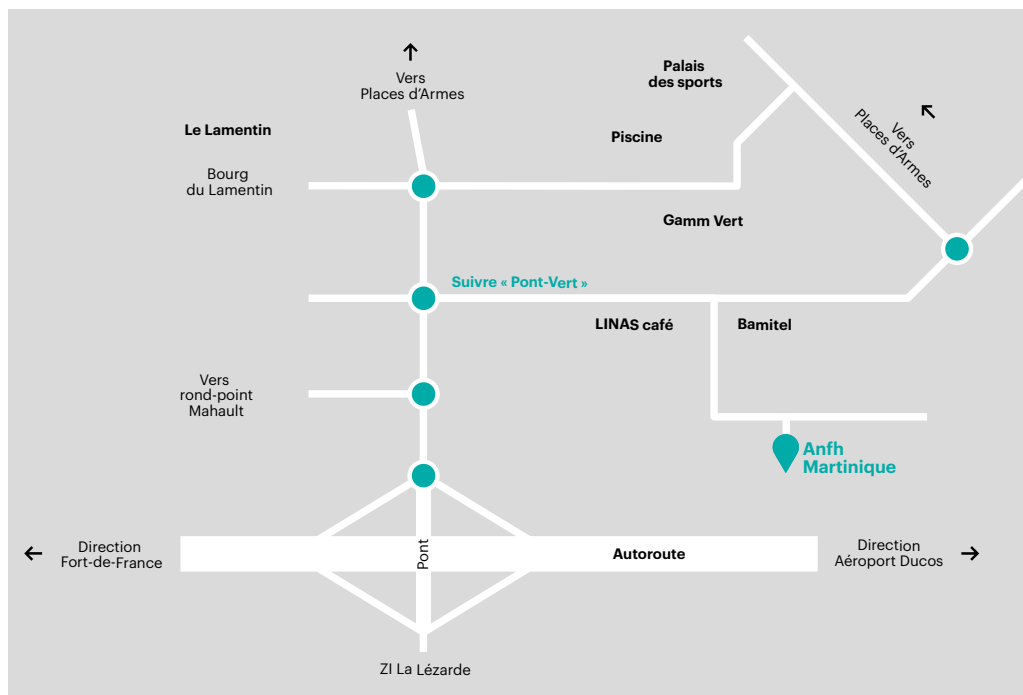 Vers
Places d’Armes
Palais
des sports
Le Lamentin
Piscine
Vers
Places d’Armes
Bourg
du Lamentin
Gamm Vert
Suivre « Pont-Vert »
LINAS café
Bamitel
Vers
rond-point
Mahault
Anfh
Martinique
Direction
Fort-de-France
Pont
Autoroute
Direction
Aéroport Ducos
ZI La Lézarde